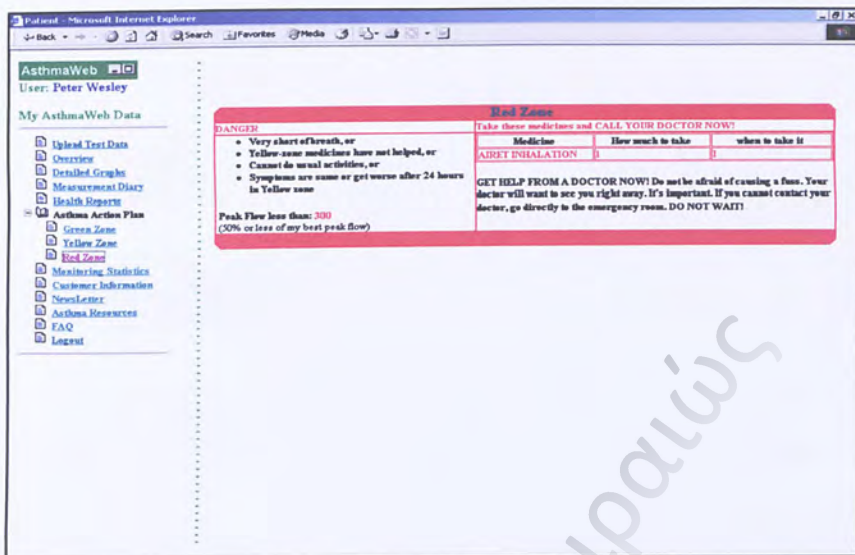 Patient - Microsoft Internet Explorer
Back Search Favorites Media
AsthmaWeb
User: Peter Wesley
My AsthmaWeb Data
Upload Test Data
Overview
Detailed Graphs
Measurement Diary
Health Reports
Asthma Action Plan
Green Zone
Yellow Zone
Red Zone
Monitoring Statistics
Customer Information
NewsLetter
Asthma Resources
FAQ
Logout
Red Zone
DANGER
Very short of breath, or
Yellow-zone medicines have not helped, or
Cannot do usual activities, or
Symptoms are same or get worse after 24 hours
in Yellow zone
Peak Flow less than: 300
(50% or less of my best peak flow)
Take these medicines and CALL YOUR DOCTOR NOW!
Medicine How much to take when to take it
AIRET INHALATION 1 1
GET HELP FROM A DOCTOR NOW! Do not be afraid of causing a fuss. Your
doctor will want to see you right away. It's important. If you cannot contact your
doctor, go directly to the emergency room. DO NOT WAIT!